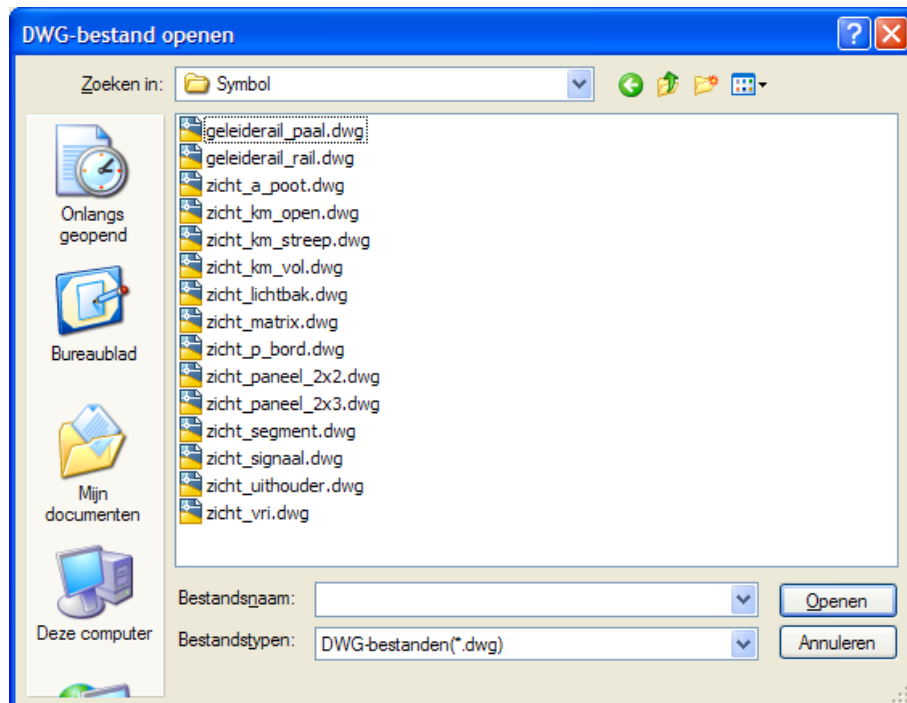 DWG-bestand openen
Zoeken in: Symbol
geleiderail_paal.dwg
geleiderail_rail.dwg
zicht_a_poot.dwg
zicht_km_open.dwg
zicht_km_streep.dwg
zicht_km_vol.dwg
zicht_lichtbak.dwg
zicht_matrix.dwg
zicht_p_bord.dwg
zicht_paneel_2x2.dwg
zicht_paneel_2x3.dwg
zicht_segment.dwg
zicht_signaal.dwg
zicht_uithouder.dwg
zicht_vri.dwg
Onlangs
geopend
Bureaublad
Mijn
documenten
Deze computer
Bestandsnaam:
Openen
Bestandstypen: DWG-bestanden(*.dwg)
Annuleren